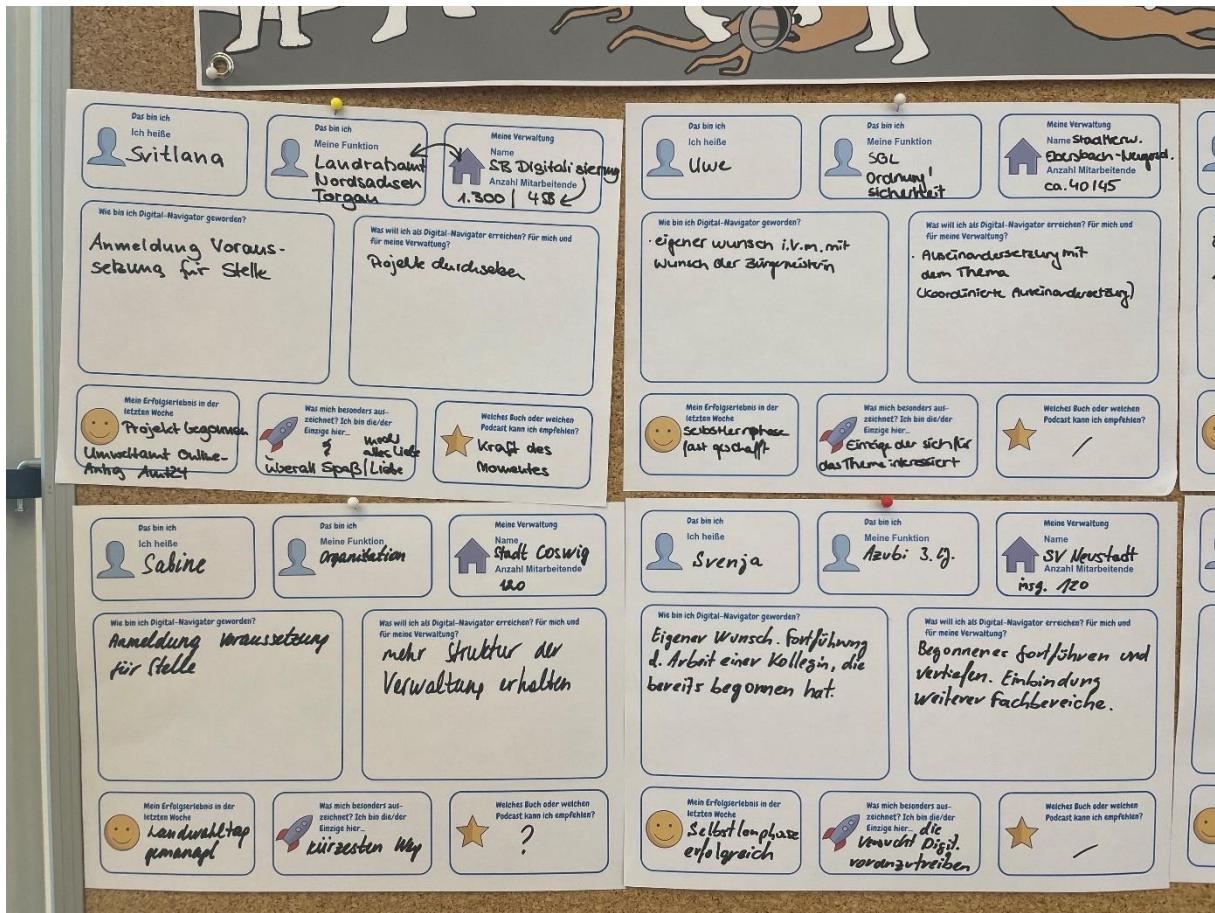 Das bin ich
Ich heiße
Svitlana
Das bin ich
Meine Funktion
Landratsamt
Nordsachsen
Torgau
Meine Verwaltung
Name
SB Digitalisierung
Anzahl Mitarbeitende
1.300 | 458
Wie bin ich Digital-Navigator geworden?
Anmeldung Voraus-
setzung für Stelle
Was will ich als Digital-Navigator erreichen? Für mich und
für meine Verwaltung?
Projekte durchsehen
Mein Erfolgserlebnis in der
letzten Woche
Projekt begonnen
Umweltamt Online-
Antrag Amt24
Was mich besonders aus-
zeichnet? Ich bin die/der
Einzige hier...
alles Liebe
überall Spaß/Liebe
Welches Buch oder welchen
Podcast kann ich empfehlen?
Kraft des
Momentes
Das bin ich
Ich heiße
Uwe
Das bin ich
Meine Funktion
SGL
Ordnung/
sicherheit
Meine Verwaltung
Name Stadtverw.
Ebersbach-Neugersd.
Anzahl Mitarbeitende
ca. 40/45
Wie bin ich Digital-Navigator geworden?
· eigener wunsch i.V.m. mit
wunsch der Bürgermeisterin
Was will ich als Digital-Navigator erreichen? Für mich und
für meine Verwaltung?
· Auseinandersetzung mit
dem Thema
(koordinierte Auseinandersetzung)
Mein Erfolgserlebnis in der
letzten Woche
Selbstlernphase
fast geschafft
Was mich besonders aus-
zeichnet? Ich bin die/der
Einzige hier...
Einzige der sich für
das Thema interessiert
Welches Buch oder welchen
Podcast kann ich empfehlen?
/
Das bin ich
Ich heiße
Sabine
Das bin ich
Meine Funktion
Organisation
Meine Verwaltung
Name
Stadt Coswig
Anzahl Mitarbeitende
120
Wie bin ich Digital-Navigator geworden?
Anmeldung voraussetzung
für Stelle
Was will ich als Digital-Navigator erreichen? Für mich und
für meine Verwaltung?
mehr Struktur der
Verwaltung erhalten
Mein Erfolgserlebnis in der
letzten Woche
Landwahltag
gemanagt
Was mich besonders aus-
zeichnet? Ich bin die/der
Einzige hier...
kürzesten Weg
Welches Buch oder welchen
Podcast kann ich empfehlen?
?
Das bin ich
Ich heiße
Svenja
Das bin ich
Meine Funktion
Azubi 3. Lj.
Meine Verwaltung
Name
SV Neustadt
Anzahl Mitarbeitende
insg. 120
Wie bin ich Digital-Navigator geworden?
Eigener Wunsch. Fortführung
d. Arbeit einer Kollegin, die
bereits begonnen hat.
Was will ich als Digital-Navigator erreichen? Für mich und
für meine Verwaltung?
Begonnenes fortführen und
vertiefen. Einbindung
weiterer Fachbereiche.
Mein Erfolgserlebnis in der
letzten Woche
Selbstlernphase
erfolgreich
Was mich besonders aus-
zeichnet? Ich bin die/der
Einzige hier... die
versucht Digit.
voranzutreiben
Welches Buch oder welchen
Podcast kann ich empfehlen?
/